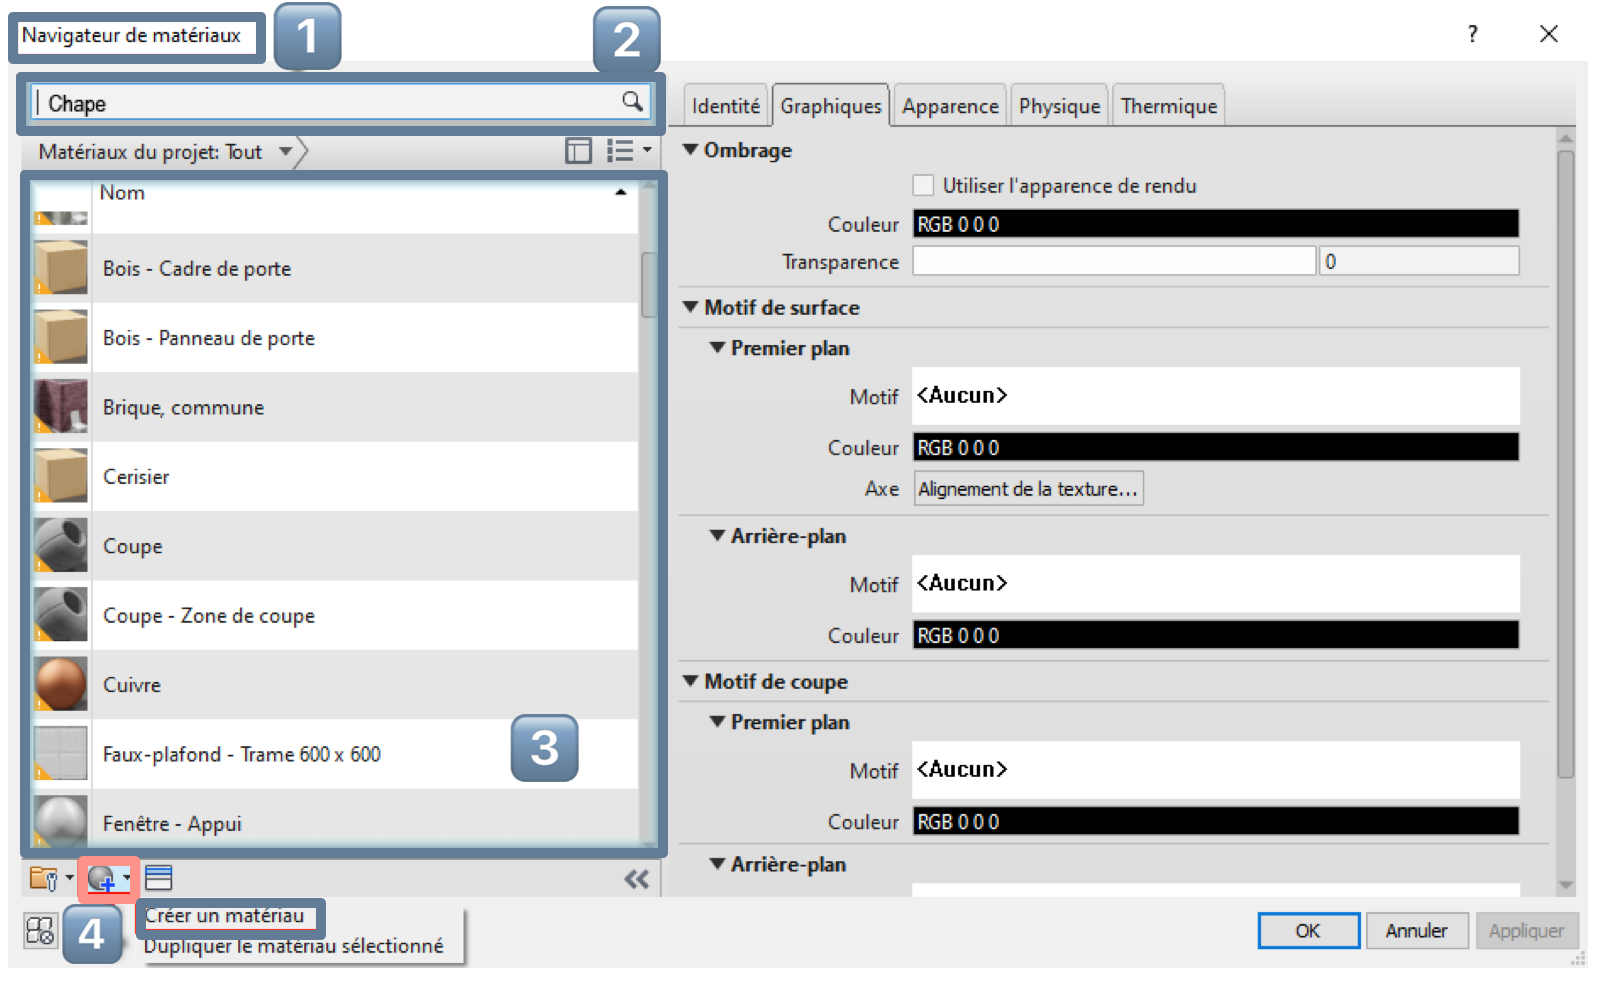 Navigateur de matériaux
1
2
?
Chape
Identité
Graphiques
Apparence
Physique
Thermique
Matériaux du projet: Tout
Nom
Bois - Cadre de porte
Bois - Panneau de porte
Brique, commune
Cerisier
Coupe
Coupe - Zone de coupe
Cuivre
Faux-plafond - Trame 600 x 600
3
Fenêtre - Appui
Ombrage
Utiliser l'apparence de rendu
Couleur RGB 0 0 0
Transparence 0
Motif de surface
Premier plan
Motif <Aucun>
Couleur RGB 0 0 0
Axe Alignement de la texture...
Arrière-plan
Motif <Aucun>
Couleur RGB 0 0 0
Motif de coupe
Premier plan
Motif <Aucun>
Couleur RGB 0 0 0
Arrière-plan
4
Créer un matériau
Dupliquer le matériau sélectionné
OK
Annuler
Appliquer